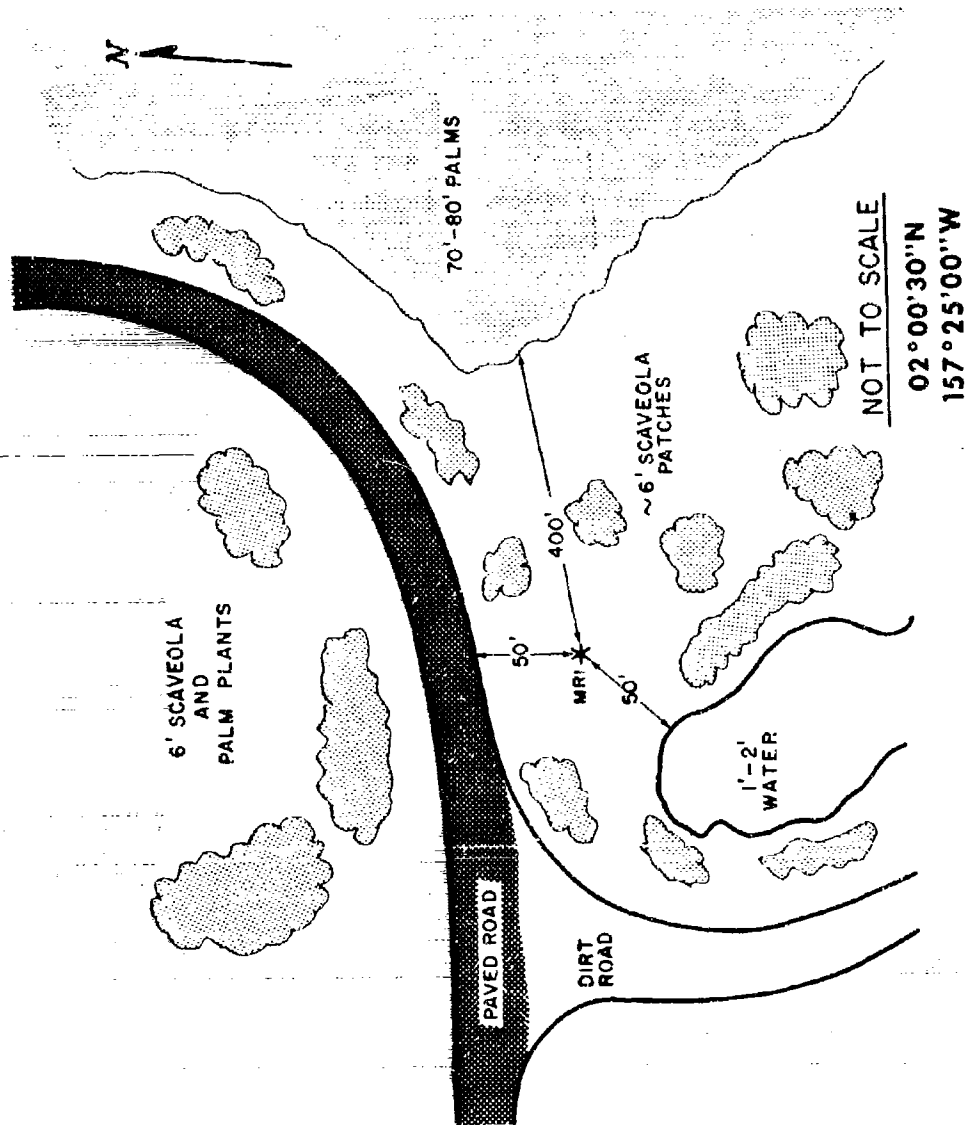 N
70'-80' PALMS
6' SCAVEOLA
AND
PALM PLANTS
~6' SCAVEOLA
PATCHES
400'
50'
MRI
50'
1'-2'
WATER
PAVED ROAD
DIRT
ROAD
NOT TO SCALE
02°00'30"N
157°25'00"W